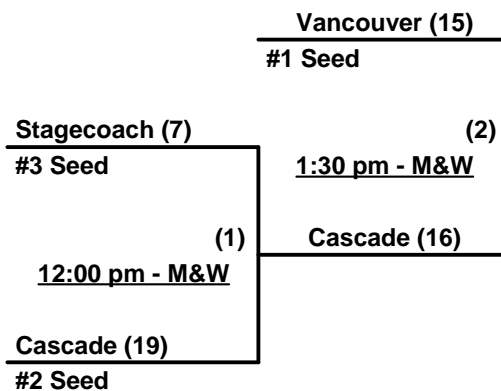 Vancouver (15)
#1 Seed
Stagecoach (7)
(2)
#3 Seed
1:30 pm - M&W
(1)
Cascade (16)
12:00 pm - M&W
Cascade (19)
#2 Seed